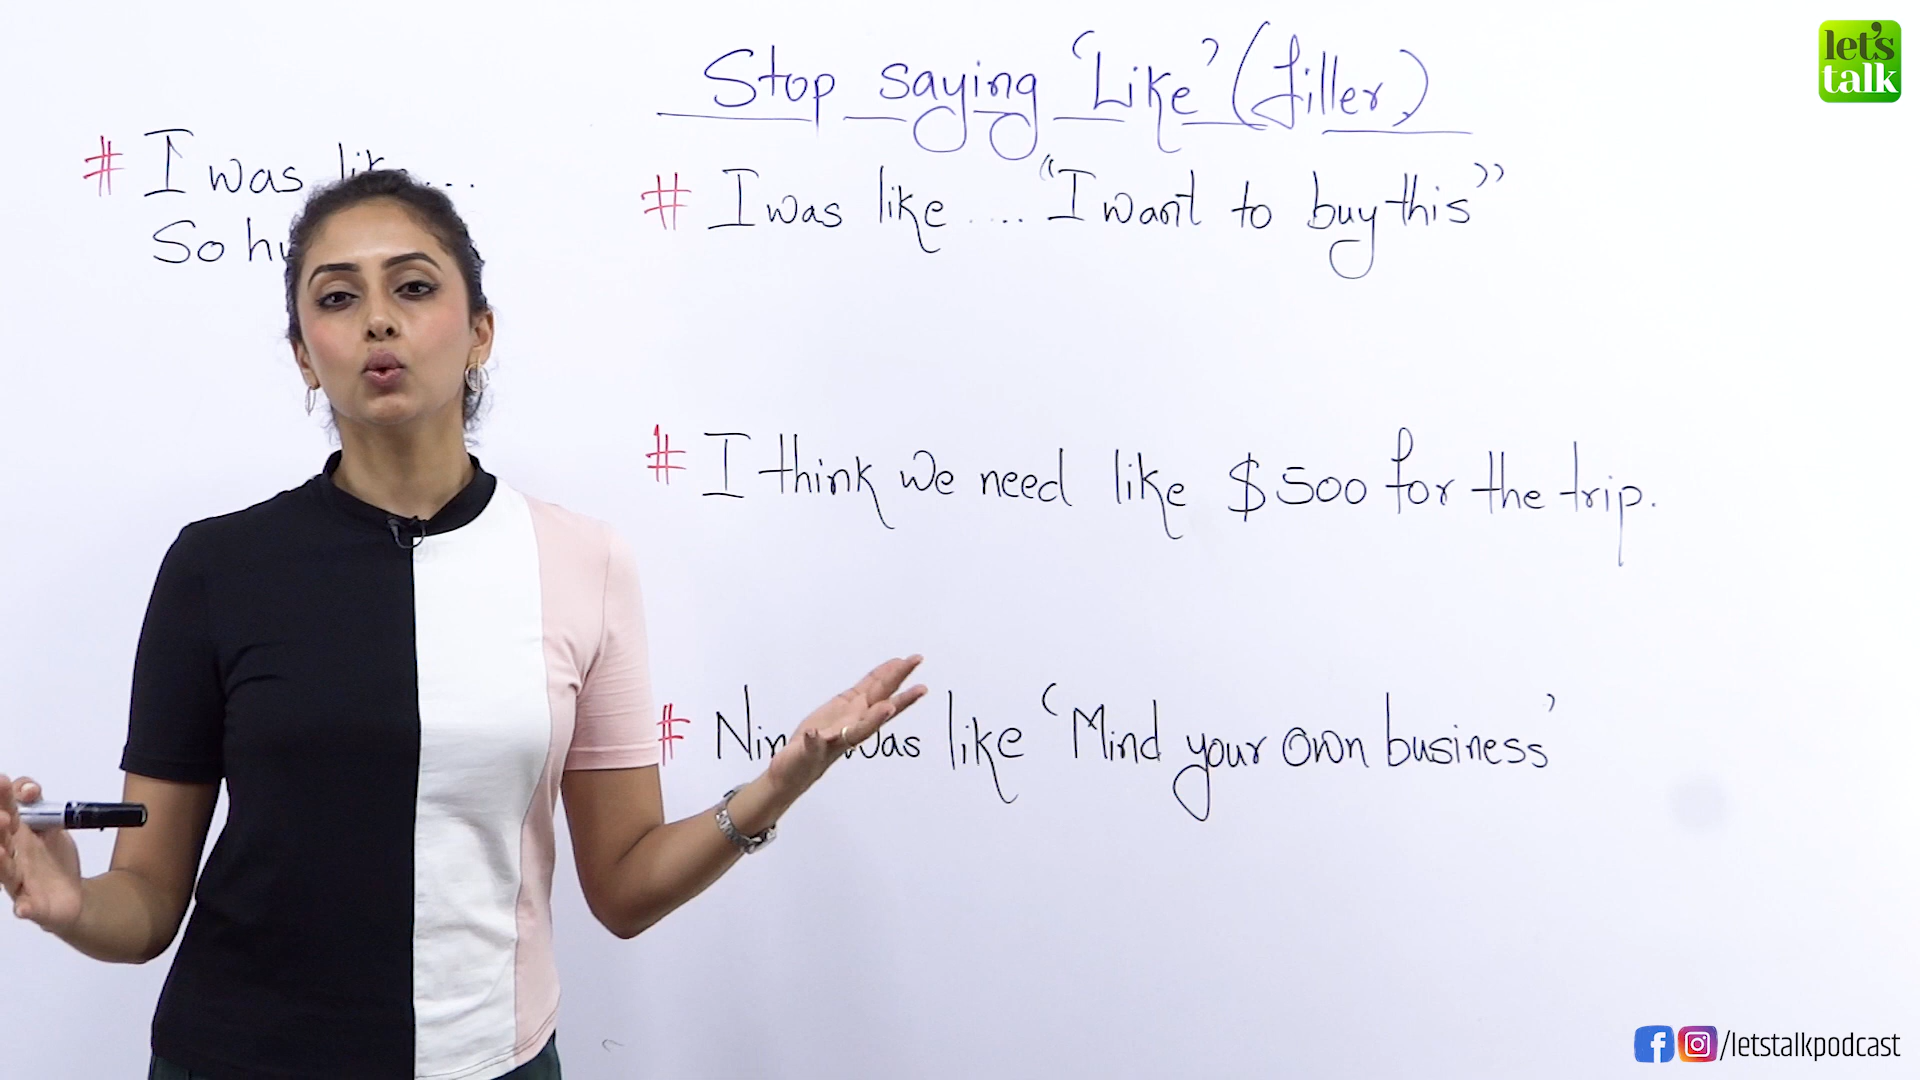 Stop saying 'Like' (filler)
# I was like ...
So
# I was like .... "I want to buy this"
# I think we need like $500 for the trip.
# was like 'Mind your own business'
let's
talk
/letstalkpodcast